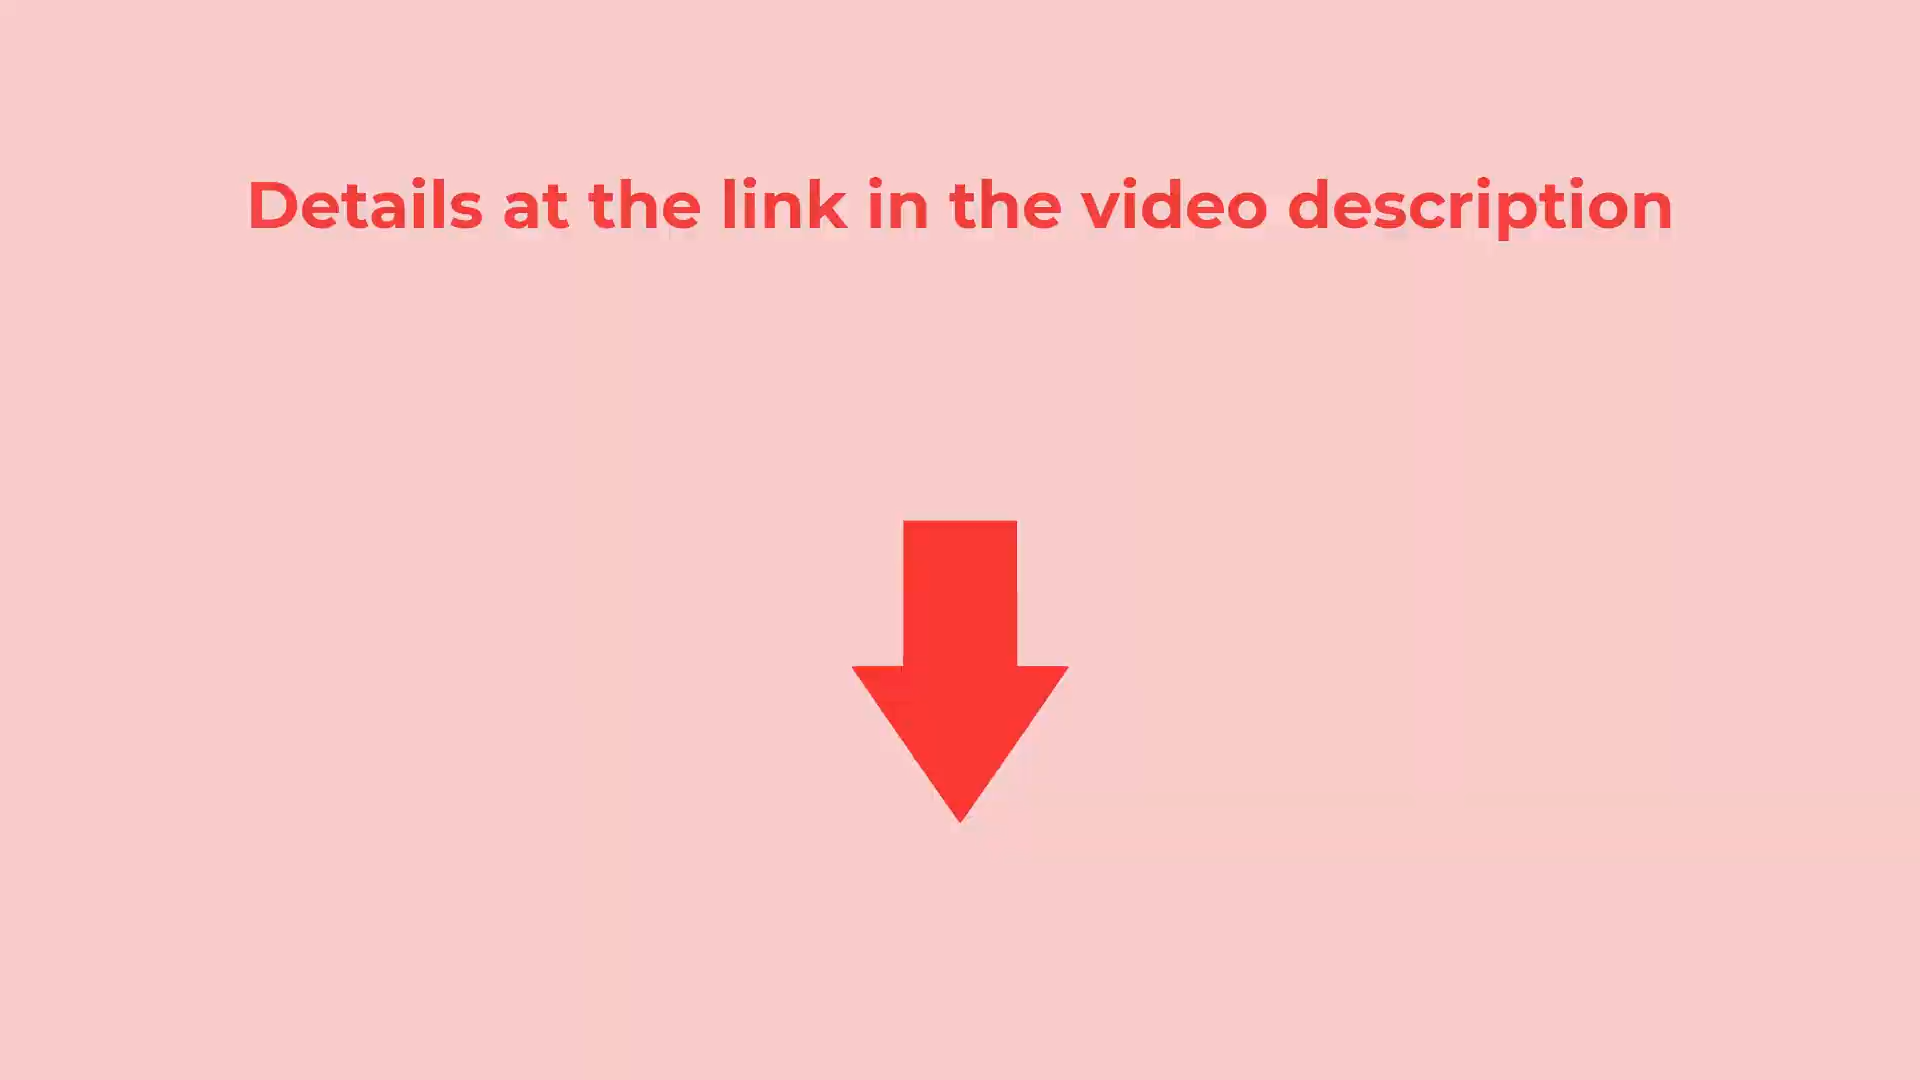 Details at the link in the video description